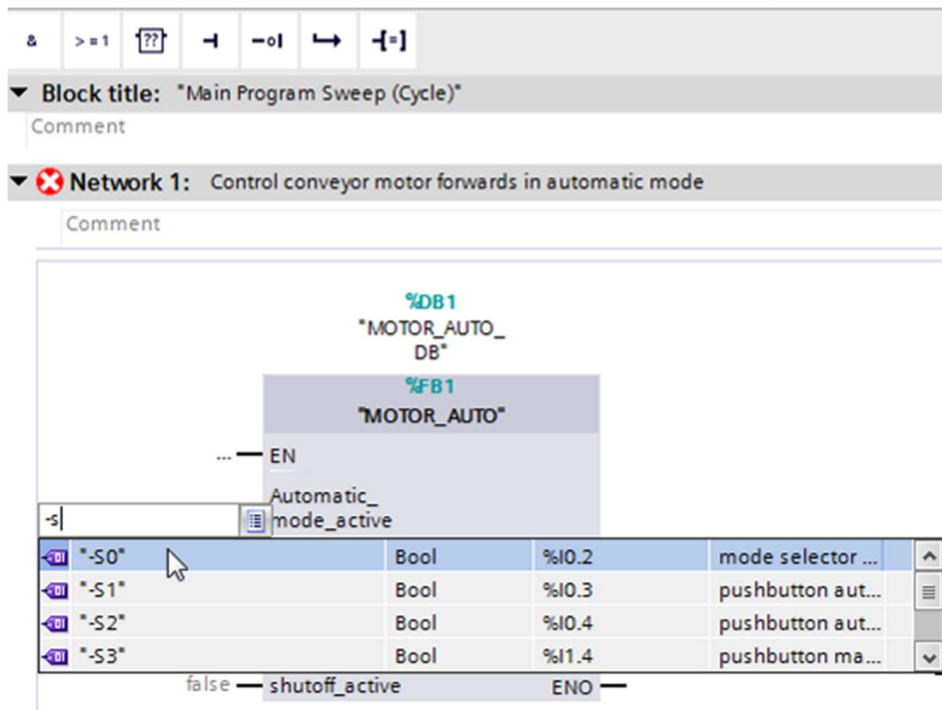 & >=1 ?? -o| -[=]
Block title: "Main Program Sweep (Cycle)"
Comment
Network 1: Control conveyor motor forwards in automatic mode
Comment
%DB1
"MOTOR_AUTO_
DB"
%FB1
"MOTOR_AUTO"
... EN
Automatic_
-s mode_active
"-S0" Bool %I0.2 mode selector ...
"-S1" Bool %I0.3 pushbutton aut...
"-S2" Bool %I0.4 pushbutton aut...
"-S3" Bool %I1.4 pushbutton ma...
false shutoff_active ENO